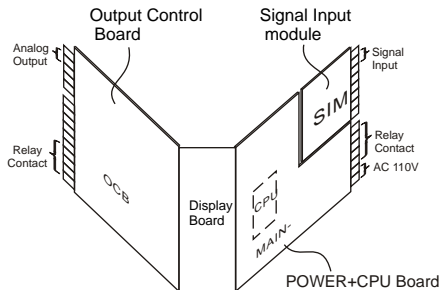 Output Control
Board
Signal Input
module
Analog
Output
Signal
Input
SIM
Relay
Contact
Relay
Contact
AC 110V
OCB
CPU
Display
Board
MAIN-
POWER+CPU Board